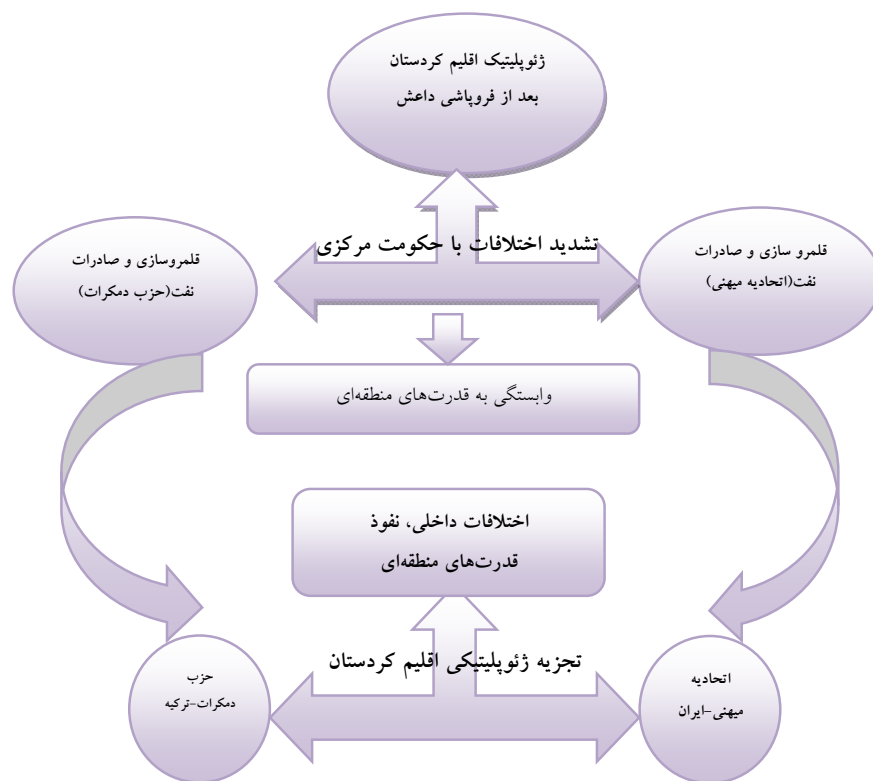 ژئوپلیتیک اقلیم کردستان
بعد از فروپاشی داعش
تشدید اختلافات با حکومت مرکزی
قلمرو سازی و صادرات
نفت(اتحادیه میهنی)
قلمروسازی و صادرات
نفت(حزب دمکرات)
وابستگی به قدرت‌های منطقه‌ای
اختلافات داخلی، نفوذ
قدرت‌های منطقه‌ای
تجزیه ژئوپلیتیکی اقلیم کردستان
اتحادیه
میهنی-ایران
حزب
دمکرات-ترکیه